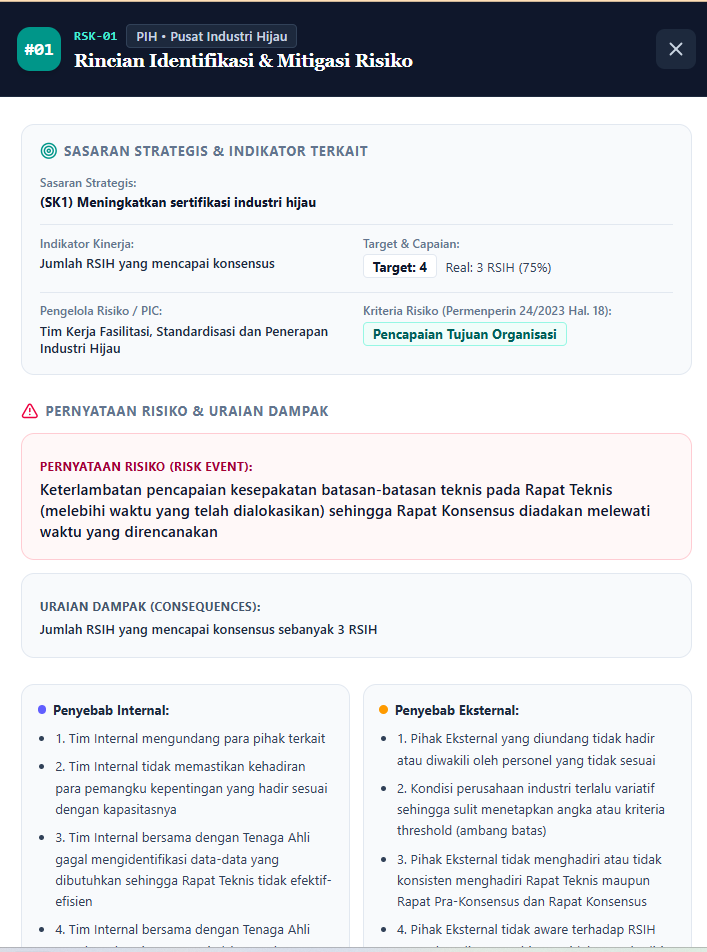 #01
RSK-01 PIH • Pusat Industri Hijau
Rincian Identifikasi & Mitigasi Risiko
SASARAN STRATEGIS & INDIKATOR TERKAIT
Sasaran Strategis:
(SK1) Meningkatkan sertifikasi industri hijau
Indikator Kinerja:
Jumlah RSIH yang mencapai konsensus
Target & Capaian:
Target: 4 Real: 3 RSIH (75%)
Pengelola Risiko / PIC:
Tim Kerja Fasilitasi, Standardisasi dan Penerapan
Industri Hijau
Kriteria Risiko (Permenperin 24/2023 Hal. 18):
Pencapaian Tujuan Organisasi
PERNYATAAN RISIKO & URAIAN DAMPAK
PERNYATAAN RISIKO (RISK EVENT):
Keterlambatan pencapaian kesepakatan batasan-batasan teknis pada Rapat Teknis
(melebihi waktu yang telah dialokasikan) sehingga Rapat Konsensus diadakan melewati
waktu yang direncanakan
URAIAN DAMPAK (CONSEQUENCES):
Jumlah RSIH yang mencapai konsensus sebanyak 3 RSIH
Penyebab Internal:
• 1. Tim Internal mengundang para pihak terkait
• 2. Tim Internal tidak memastikan kehadiran
para pemangku kepentingan yang hadir sesuai
dengan kapasitasnya
• 3. Tim Internal bersama dengan Tenaga Ahli
gagal mengidentifikasi data-data yang
dibutuhkan sehingga Rapat Teknis tidak efektif-
efisien
• 4. Tim Internal bersama dengan Tenaga Ahli
Penyebab Eksternal:
• 1. Pihak Eksternal yang diundang tidak hadir
atau diwakili oleh personel yang tidak sesuai
• 2. Kondisi perusahaan industri terlalu variatif
sehingga sulit menetapkan angka atau kriteria
threshold (ambang batas)
• 3. Pihak Eksternal tidak menghadiri atau tidak
konsisten menghadiri Rapat Teknis maupun
Rapat Pra-Konsensus dan Rapat Konsensus
• 4. Pihak Eksternal tidak aware terhadap RSIH